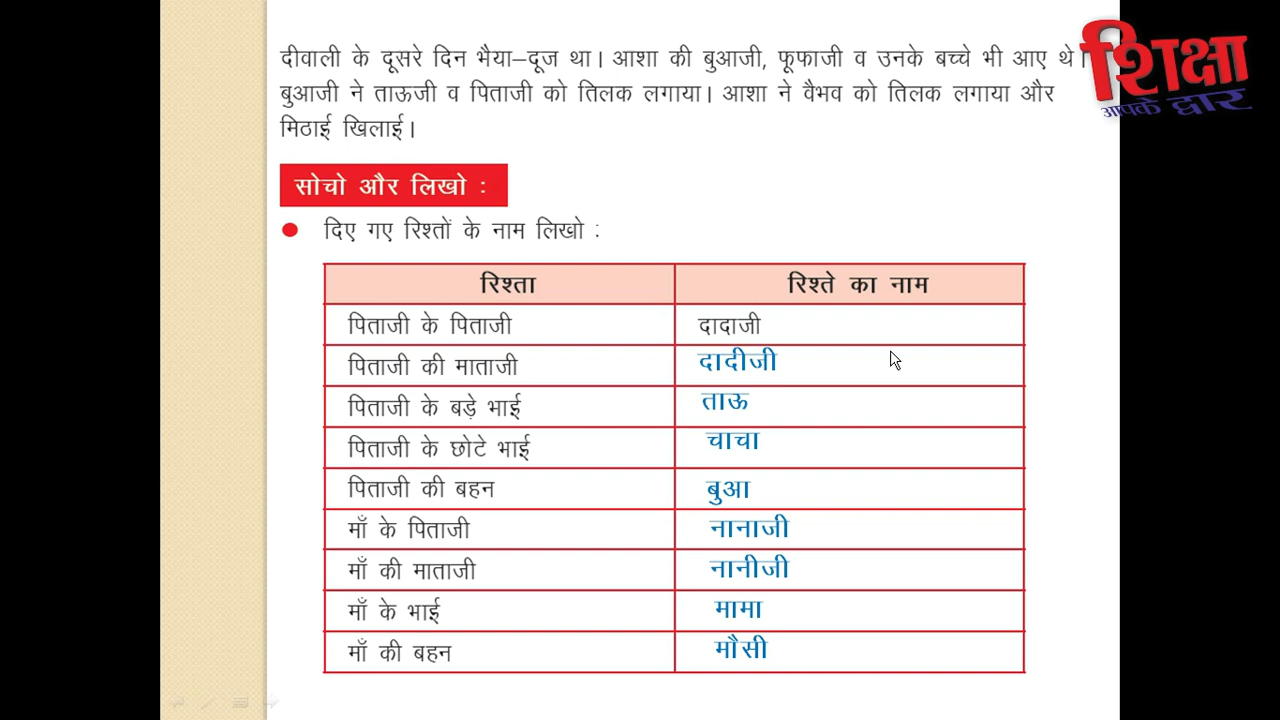 दीवाली के दूसरे दिन भैया–दूज था। आशा की बुआजी, फूफाजी व उनके बच्चे भी आए थे।
बुआजी ने ताऊजी व पिताजी को तिलक लगाया। आशा ने वैभव को तिलक लगाया और
मिठाई खिलाई।
शिक्षा
आपके द्वार
सोचो और लिखो :
● दिए गए रिश्तों के नाम लिखो :
रिश्ता रिश्ते का नाम
पिताजी के पिताजी दादाजी
पिताजी की माताजी दादीजी
पिताजी के बड़े भाई ताऊ
पिताजी के छोटे भाई चाचा
पिताजी की बहन बुआ
माँ के पिताजी नानाजी
माँ की माताजी नानीजी
माँ के भाई मामा
माँ की बहन मौसी